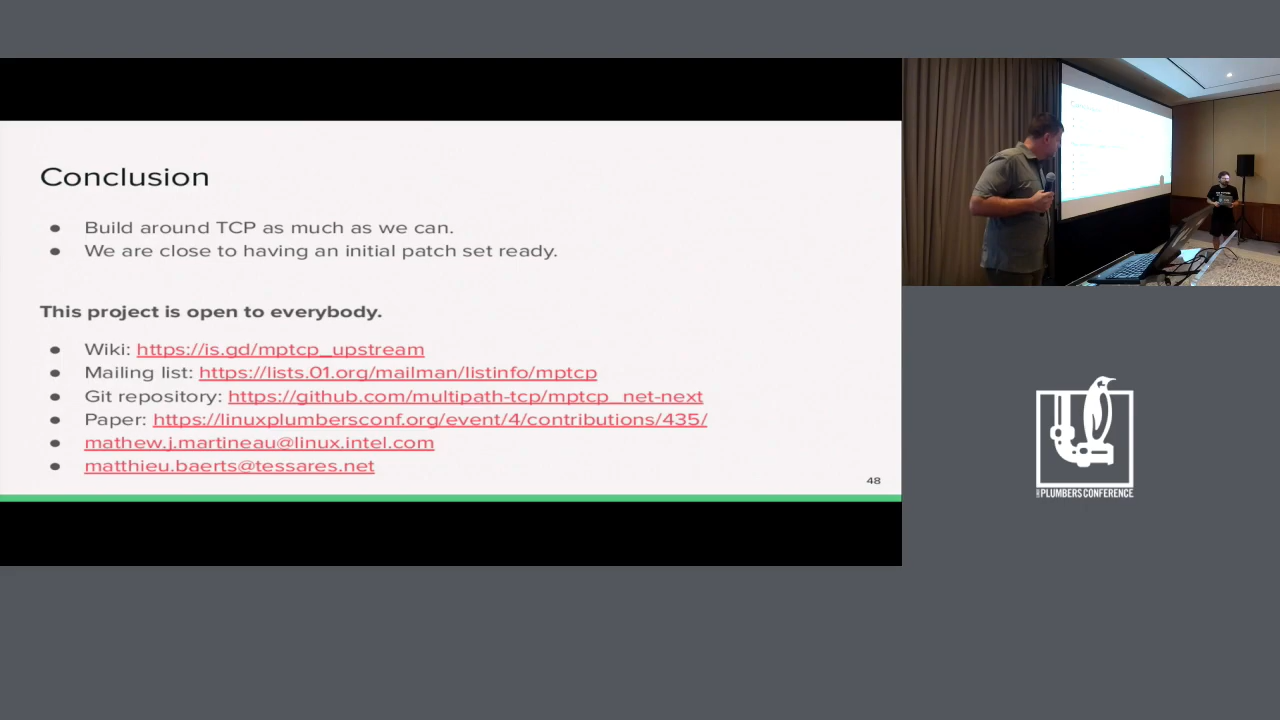 Conclusion
● Build around TCP as much as we can.
● We are close to having an initial patch set ready.
This project is open to everybody.
● Wiki: https://is.gd/mptcp_upstream
● Mailing list: https://lists.01.org/mailman/listinfo/mptcp
● Git repository: https://github.com/multipath-tcp/mptcp_net-next
● Paper: https://linuxplumbersconf.org/event/4/contributions/435/
● mathew.j.martineau@linux.intel.com
● matthieu.baerts@tessares.net
48
PLUMBERS CONFERENCE